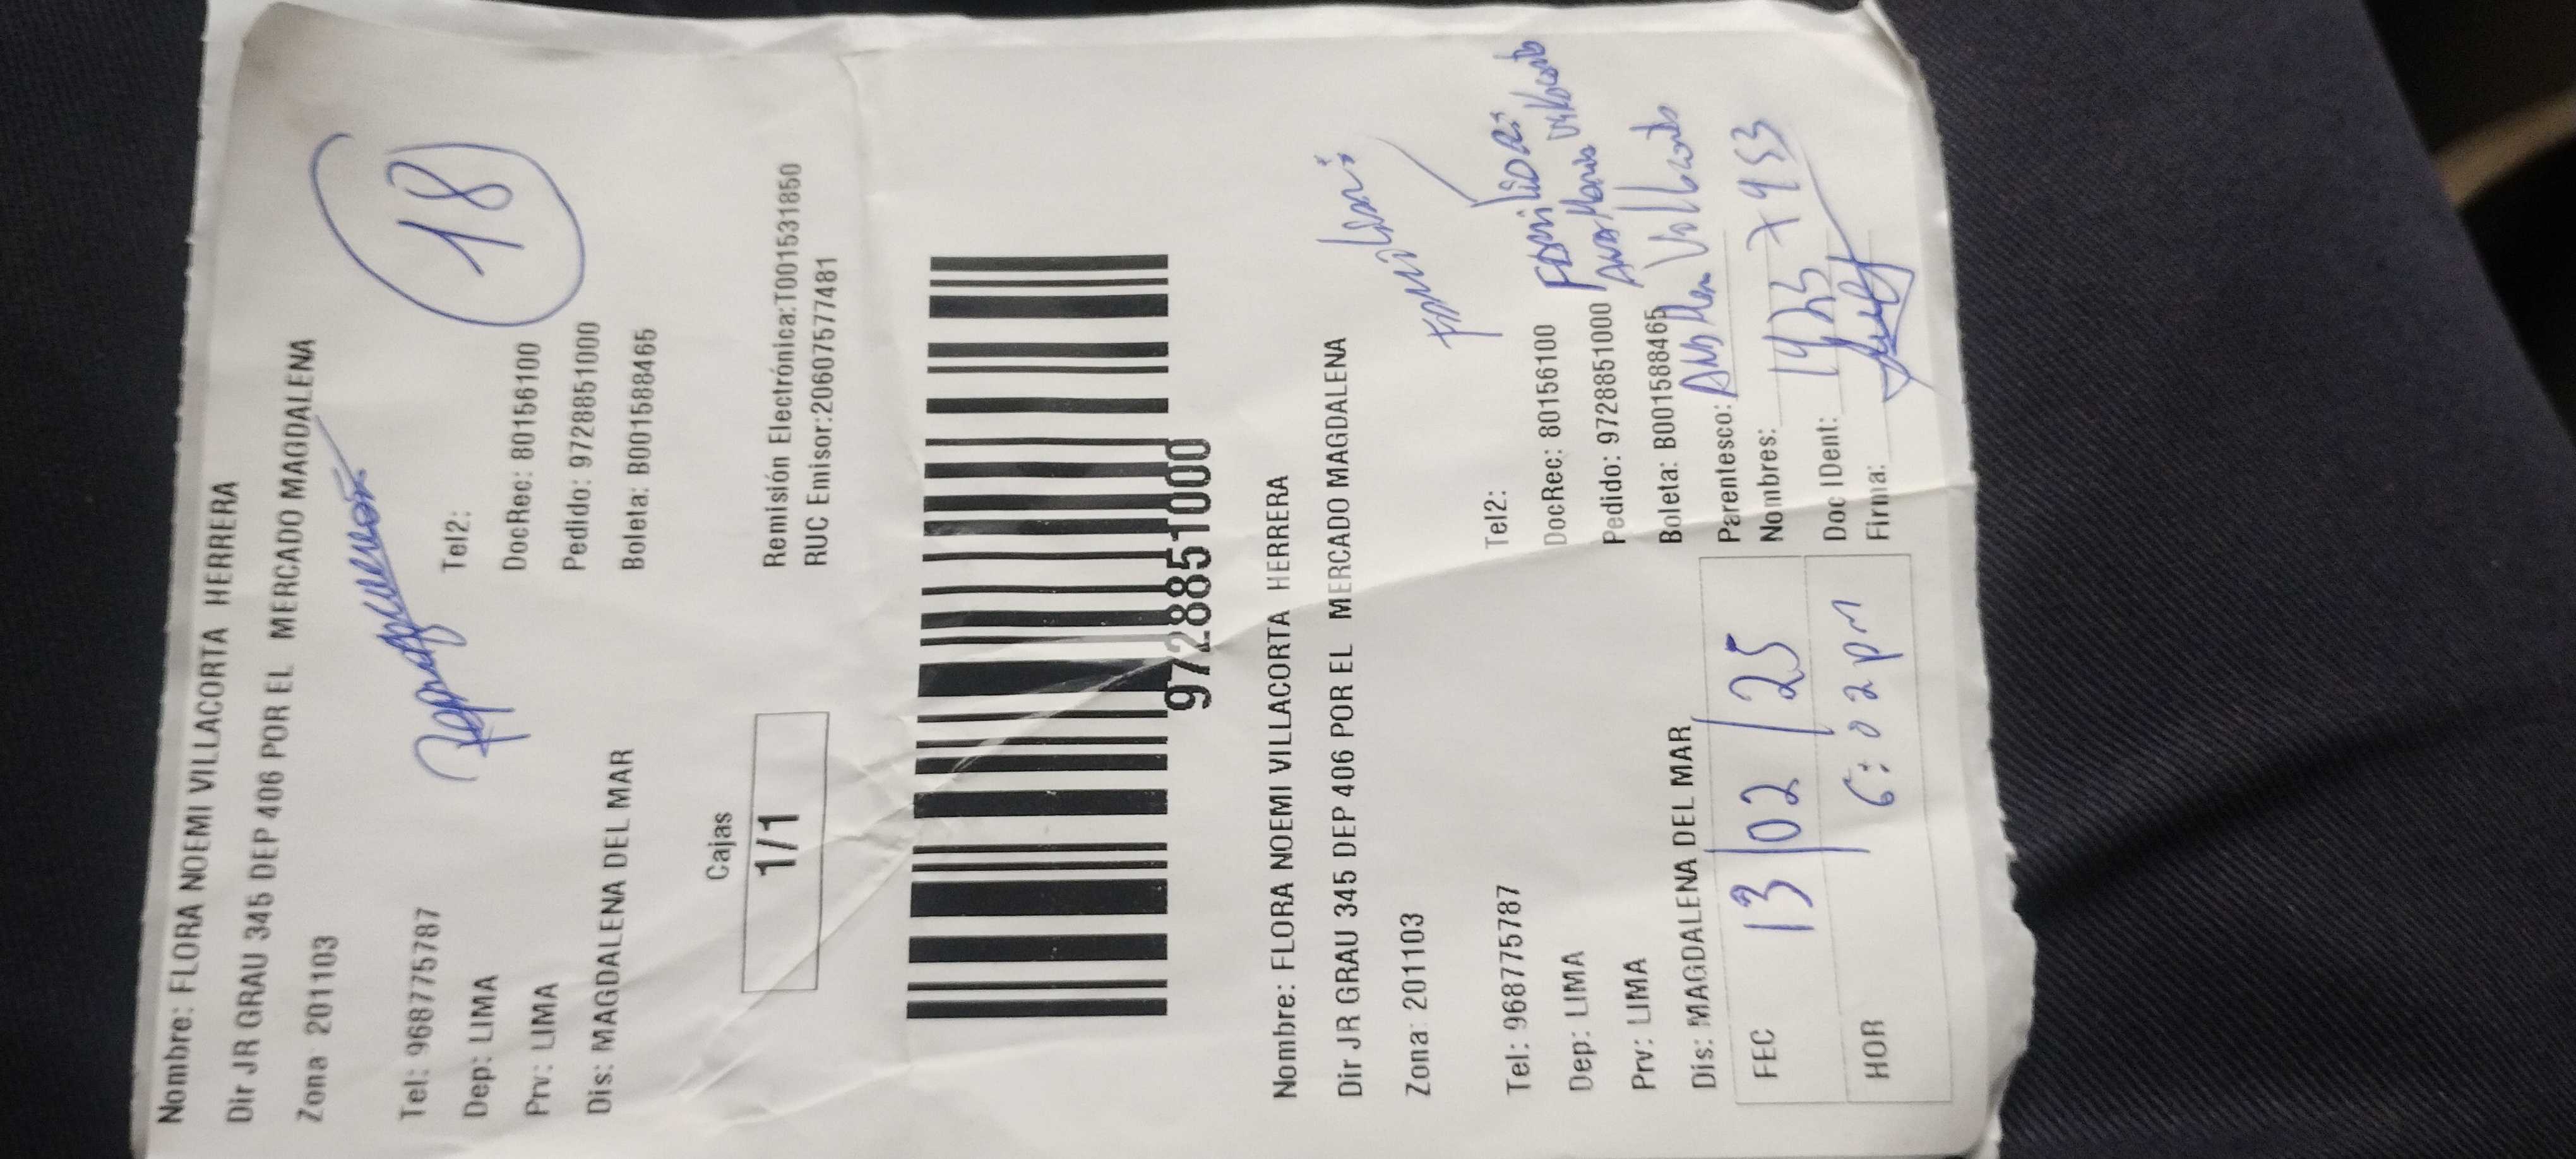 Nombre: FLORA NOEMI VILLACORTA HERRERA
Dir JR GRAU 345 DEP 406 POR EL MERCADO MAGDALENA
Zona: 201103
18
Tel: 968775787 Tel2:
Dep: LIMA DocRec: 80156100
Prv: LIMA Pedido: 9728851000
Dis: MAGDALENA DEL MAR Boleta: B001588465
Cajas
1/1
Remisión Electrónica:T001531850
RUC Emisor:20607577481
9728851000
Nombre: FLORA NOEMI VILLACORTA HERRERA
Dir JR GRAU 345 DEP 406 POR EL MERCADO MAGDALENA
Zona: 201103
Tel: 968775787 Tel2:
Dep: LIMA DocRec: 80156100
Prv: LIMA Pedido: 9728851000
Dis: MAGDALENA DEL MAR Boleta: B001588465
FEC 13/02/25
HOR 6:02 pm
Parentesco:
Nombres:
Doc IDent:
Firma: